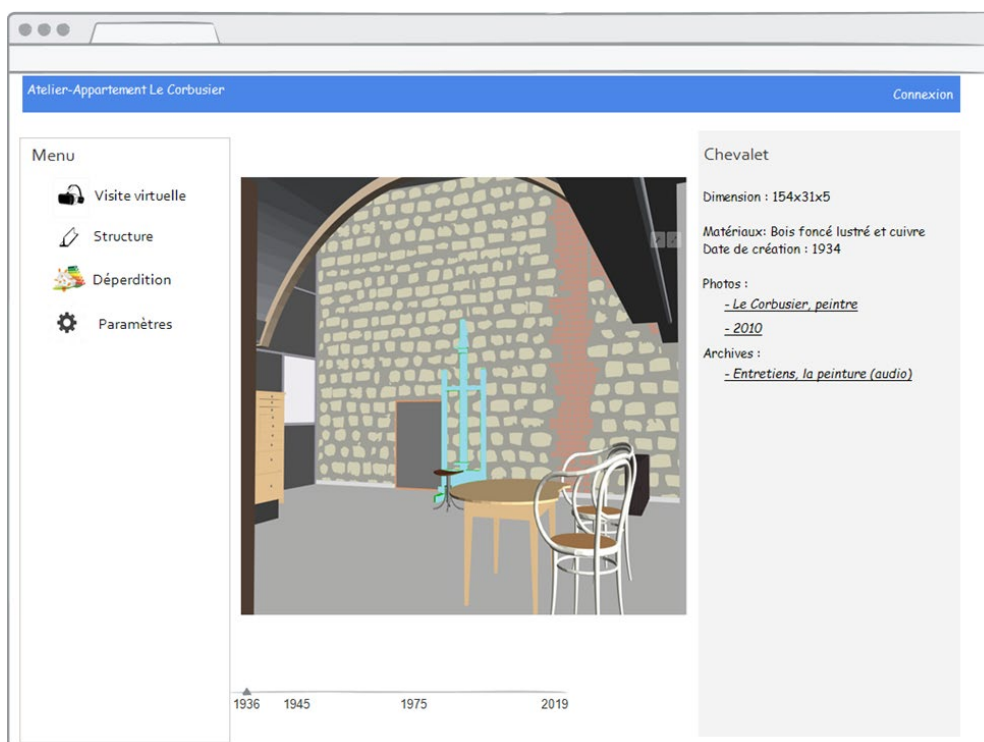 Atelier-Appartement Le Corbusier
Connexion
Menu
Visite virtuelle
Structure
Déperdition
Paramètres
Chevalet
Dimension : 154x31x5
Matériaux: Bois foncé lustré et cuivre
Date de création : 1934
Photos :
- Le Corbusier, peintre
- 2010
Archives :
- Entretiens, la peinture (audio)
1936 1945 1975 2019